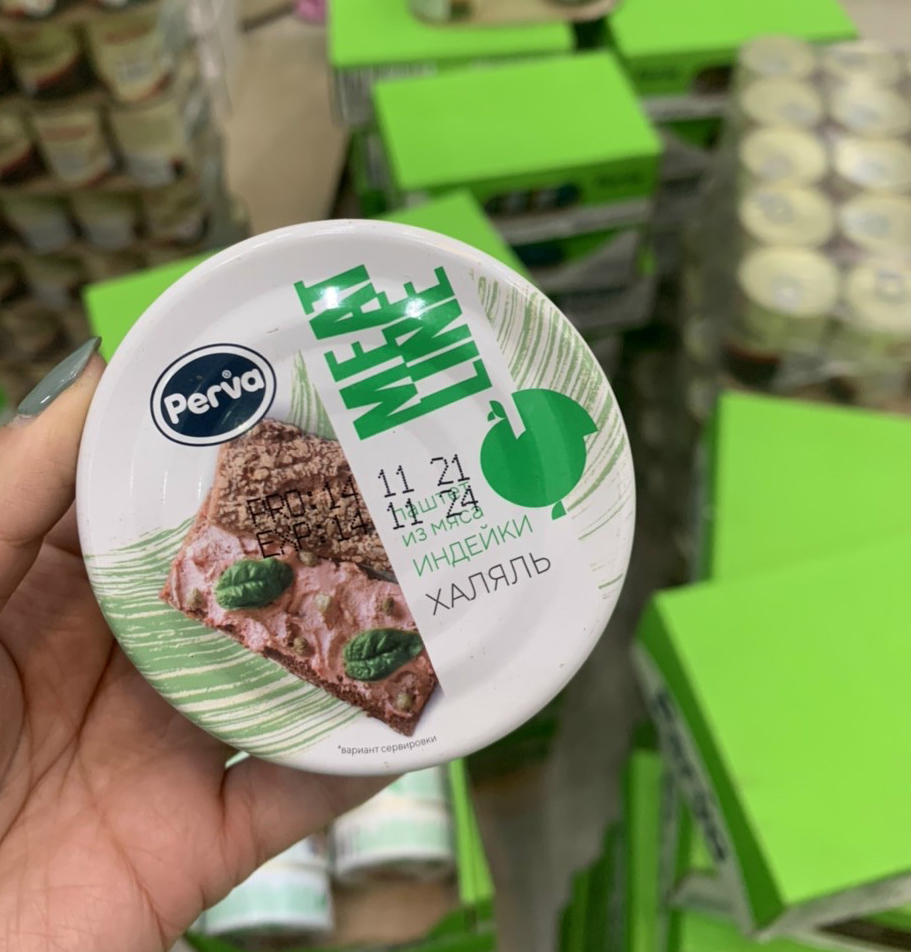 Perva®
MEAT
LINE
PRO: 14 11 21
EXP: 14 11 24
паштет
из мяса
ИНДЕЙКИ
ХАЛЯЛЬ
*вариант сервировки